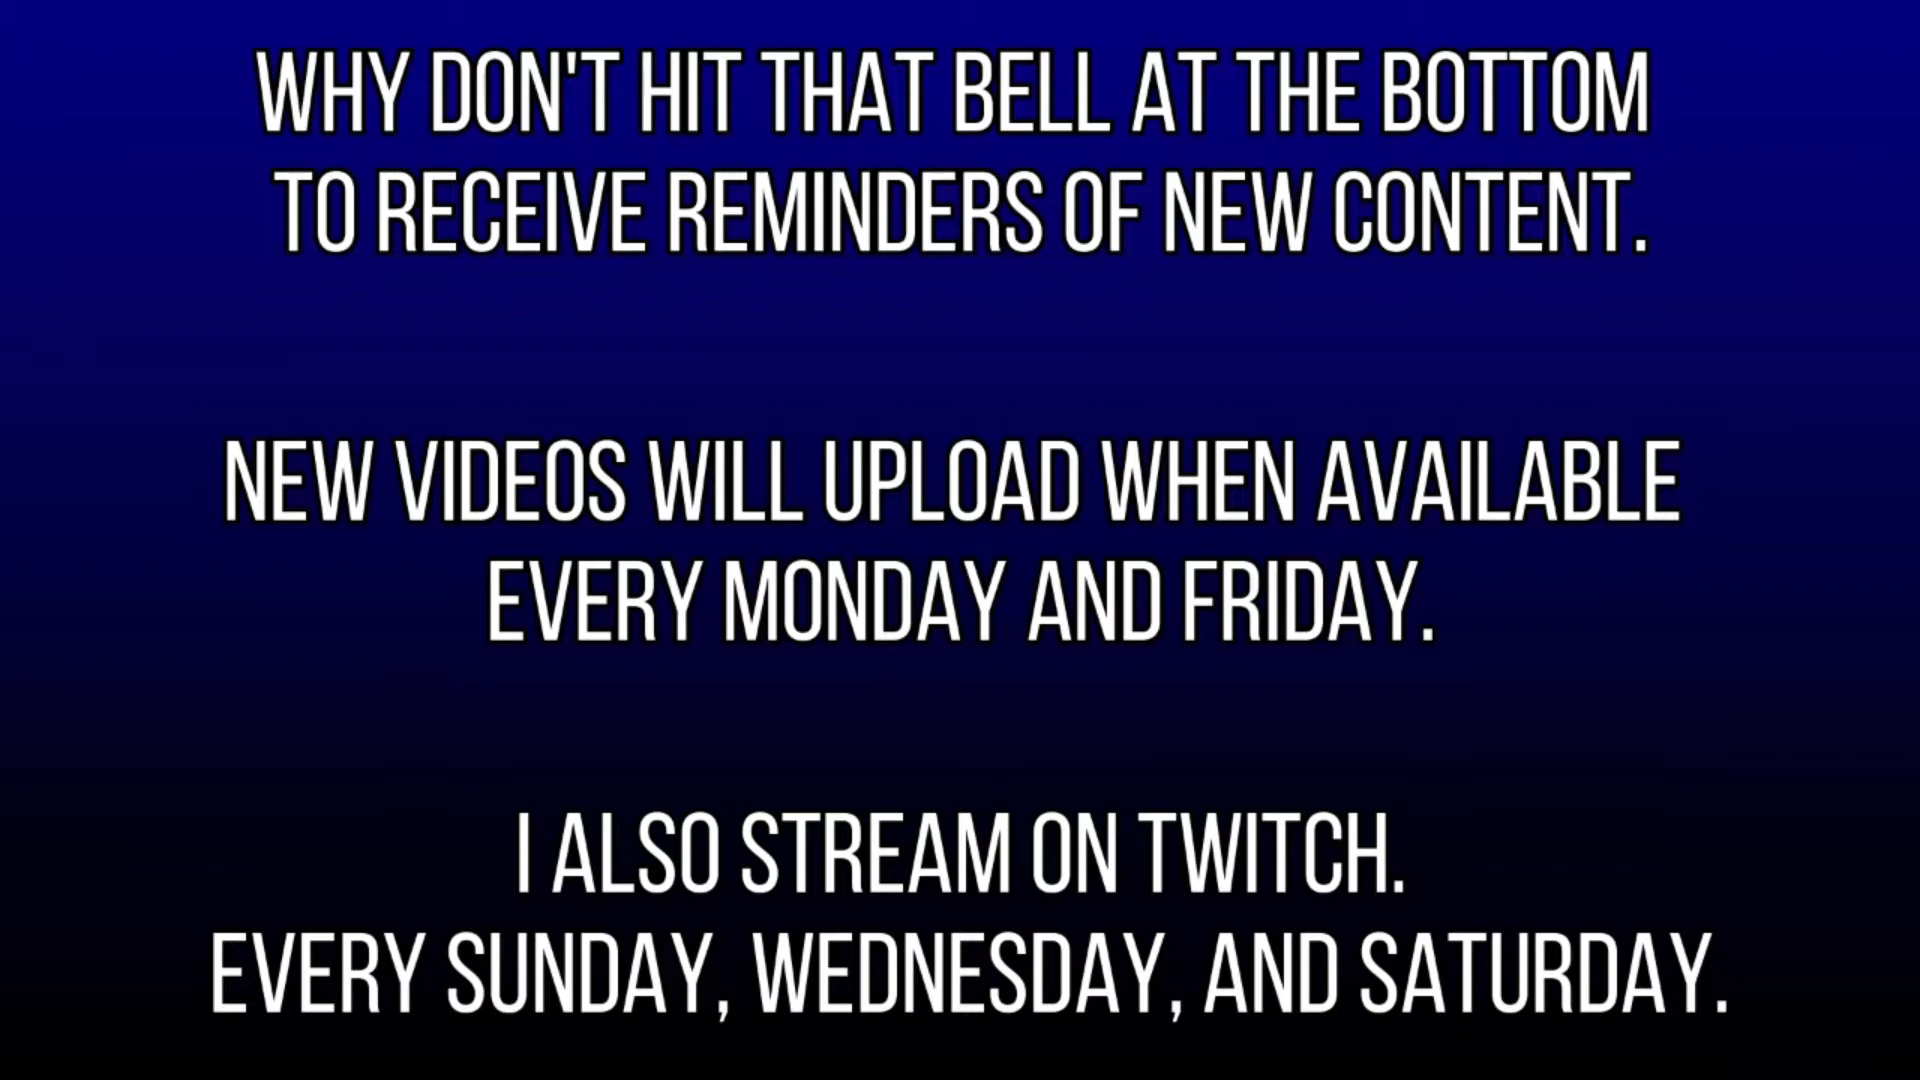 WHY DON'T HIT THAT BELL AT THE BOTTOM
TO RECEIVE REMINDERS OF NEW CONTENT.
NEW VIDEOS WILL UPLOAD WHEN AVAILABLE
EVERY MONDAY AND FRIDAY.
I ALSO STREAM ON TWITCH.
EVERY SUNDAY, WEDNESDAY, AND SATURDAY.